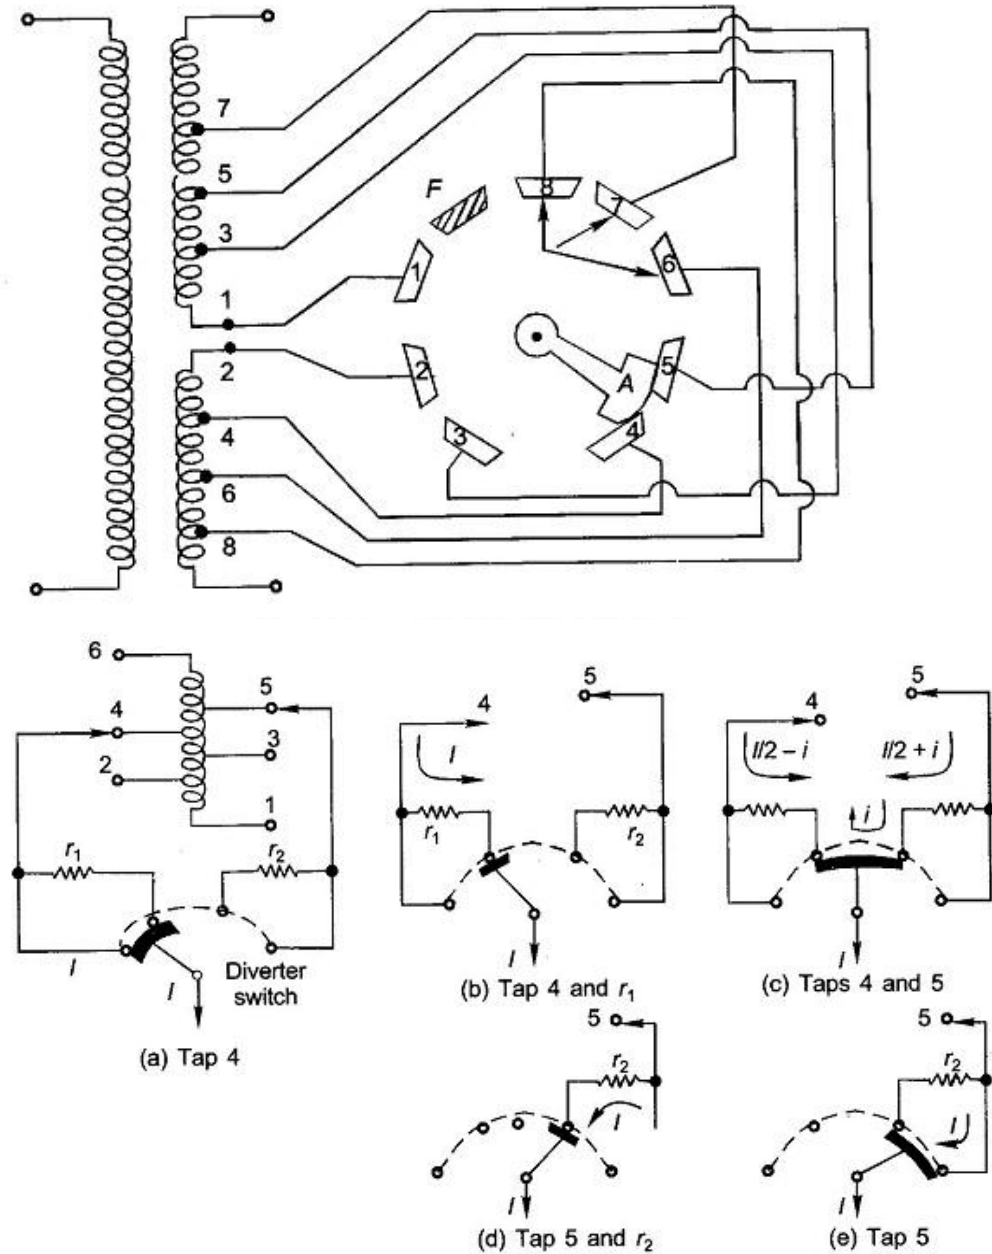 7
5
3
1
2
4
6
8
F
8
7
6
5
4
3
2
1
A
6
4
5
2
3
1
r1
r2
I
I
Diverter
switch
(a) Tap 4
4
5
I
r1
r2
I
(b) Tap 4 and r1
4
5
I/2 – i
I/2 + i
i
I
(c) Taps 4 and 5
5
r2
I
I
(d) Tap 5 and r2
5
r2
I
I
(e) Tap 5